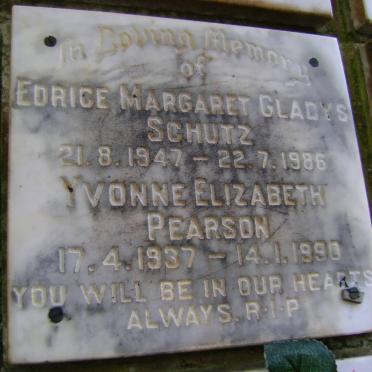 In Loving Memory
of
EDRICE MARGARET GLADYS
SCHUTZ
21.8.1947 – 22.7.1986
YVONNE ELIZABETH
PEARSON
17.4.1937 – 14.1.1990
YOU WILL BE IN OUR HEARTS
ALWAYS. R.I.P